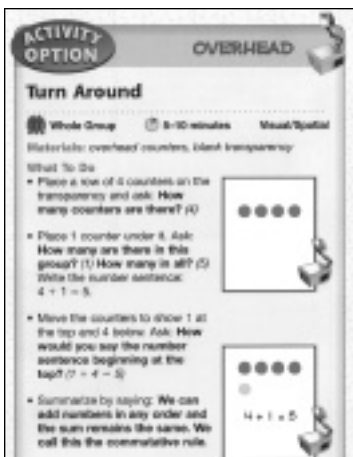 ACTIVITY
OPTION
OVERHEAD
Turn Around
Whole Group 5–10 minutes Visual/Spatial
Materials: overhead counters, blank transparency
What To Do
• Place a row of 4 counters on the
transparency and ask: How
many counters are there? (4)
• Place 1 counter under it. Ask:
How many are there in this
group? (1) How many in all? (5)
Write the number sentence:
4 + 1 = 5.
• Move the counters to show 1 at
the top and 4 below. Ask: How
would you say the number
sentence beginning at the
top? (1 + 4 = 5)
4 + 1 = 5
• Summarize by saying: We can
add numbers in any order and
the sum remains the same. We
call this the commutative rule.